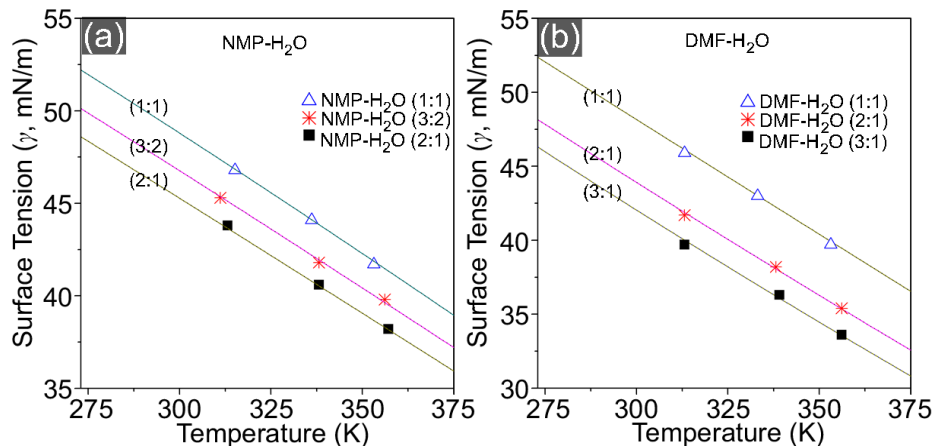 (a)
NMP-H₂O
55
50
45
40
35
Surface Tension (γ, mN/m)
(1:1)
(3:2)
(2:1)
NMP-H₂O (1:1)
NMP-H₂O (3:2)
NMP-H₂O (2:1)
275
300
325
350
375
Temperature (K)
(b)
DMF-H₂O
55
50
45
40
35
30
Surface Tension (γ, mN/m)
(1:1)
(2:1)
(3:1)
DMF-H₂O (1:1)
DMF-H₂O (2:1)
DMF-H₂O (3:1)
275
300
325
350
375
Temperature (K)